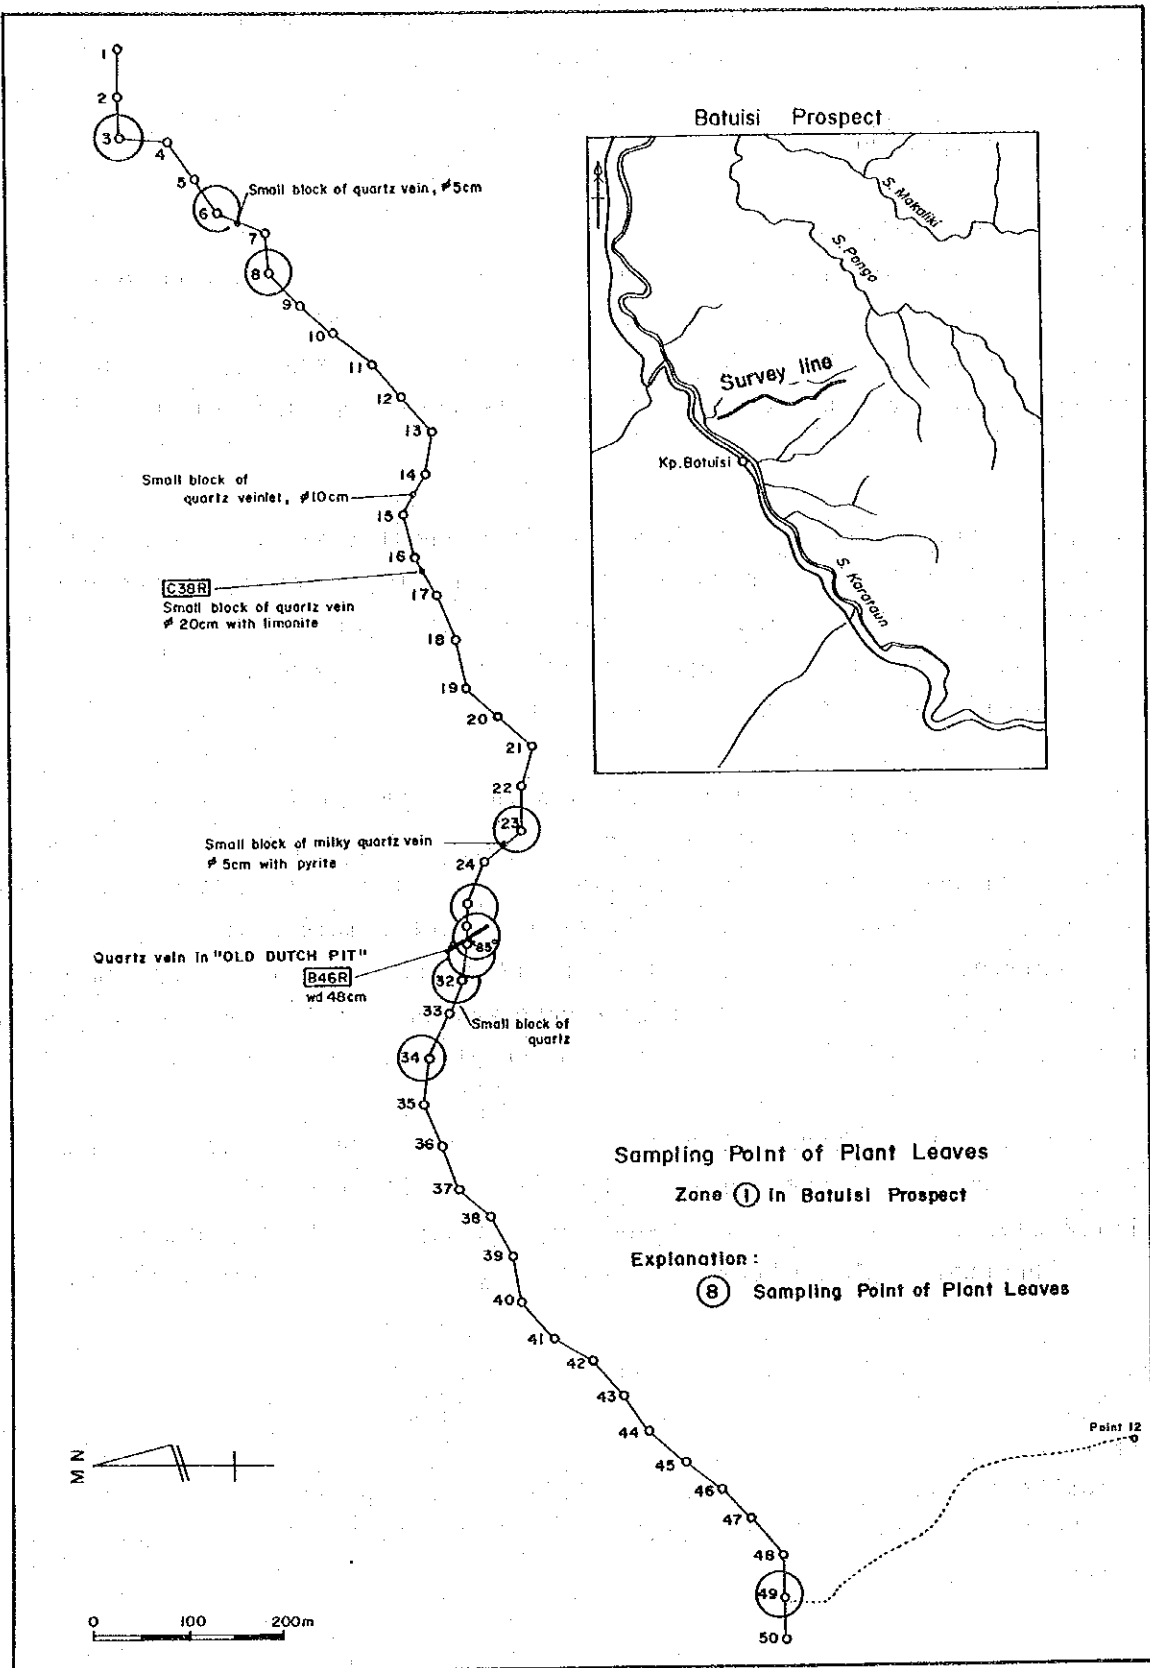 1
2
3
4
5
Small block of quartz vein, ø5cm
6
7
8
9
10
11
12
13
14
Small block of
quartz veinlet, ø10cm
15
16
C38R
17
Small block of quartz vein
ø 20cm with limonite
18
19
20
21
22
23
Small block of milky quartz vein
ø 5cm with pyrite
24
85°
Quartz vein in "OLD DUTCH PIT"
B46R
wd 48cm
32
33
Small block of
quartz
34
35
36
37
38
39
40
41
42
43
44
45
46
47
48
49
50
Point 12
Batuisi Prospect
S. Makaliki
S. Pongo
Survey line
Kp. Batuisi
S. Karataun
Sampling Point of Plant Leaves
Zone 1 in Batuisi Prospect
Explanation :
8 Sampling Point of Plant Leaves
M N
0 100 200m